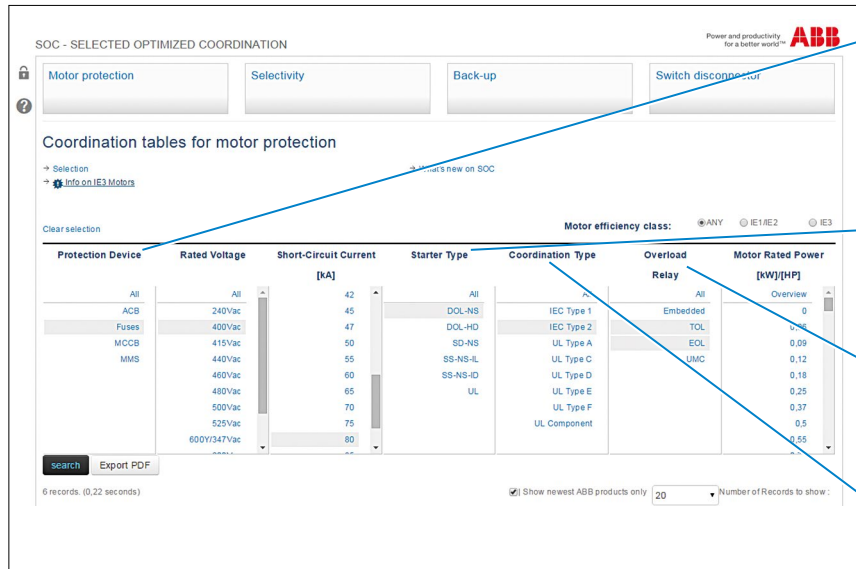 SOC - SELECTED OPTIMIZED COORDINATION
Power and productivity
for a better world™
ABB
Motor protection
Selectivity
Back-up
Switch disconnector
Coordination tables for motor protection
→ Selection
→ What's new on SOC
→ Info on IE3 Motors
Clear selection
Motor efficiency class:
ANY
IE1/IE2
IE3
Protection Device
Rated Voltage
Short-Circuit Current
[kA]
Starter Type
Coordination Type
Overload
Relay
Motor Rated Power
[kW]/[HP]
All
ACB
Fuses
MCCB
MMS
All
240Vac
400Vac
415Vac
440Vac
460Vac
480Vac
500Vac
525Vac
600Y/347Vac
42
45
47
50
55
60
65
70
75
80
All
DOL-NS
DOL-HD
SD-NS
SS-NS-IL
SS-NS-ID
UL
All
IEC Type 1
IEC Type 2
UL Type A
UL Type C
UL Type D
UL Type E
UL Type F
UL Component
All
Embedded
TOL
EOL
UMC
Overview
0
0,06
0,09
0,12
0,18
0,25
0,37
0,5
0,55
search
Export PDF
6 records. (0,22 seconds)
| Show newest ABB products only
20
Number of Records to show :